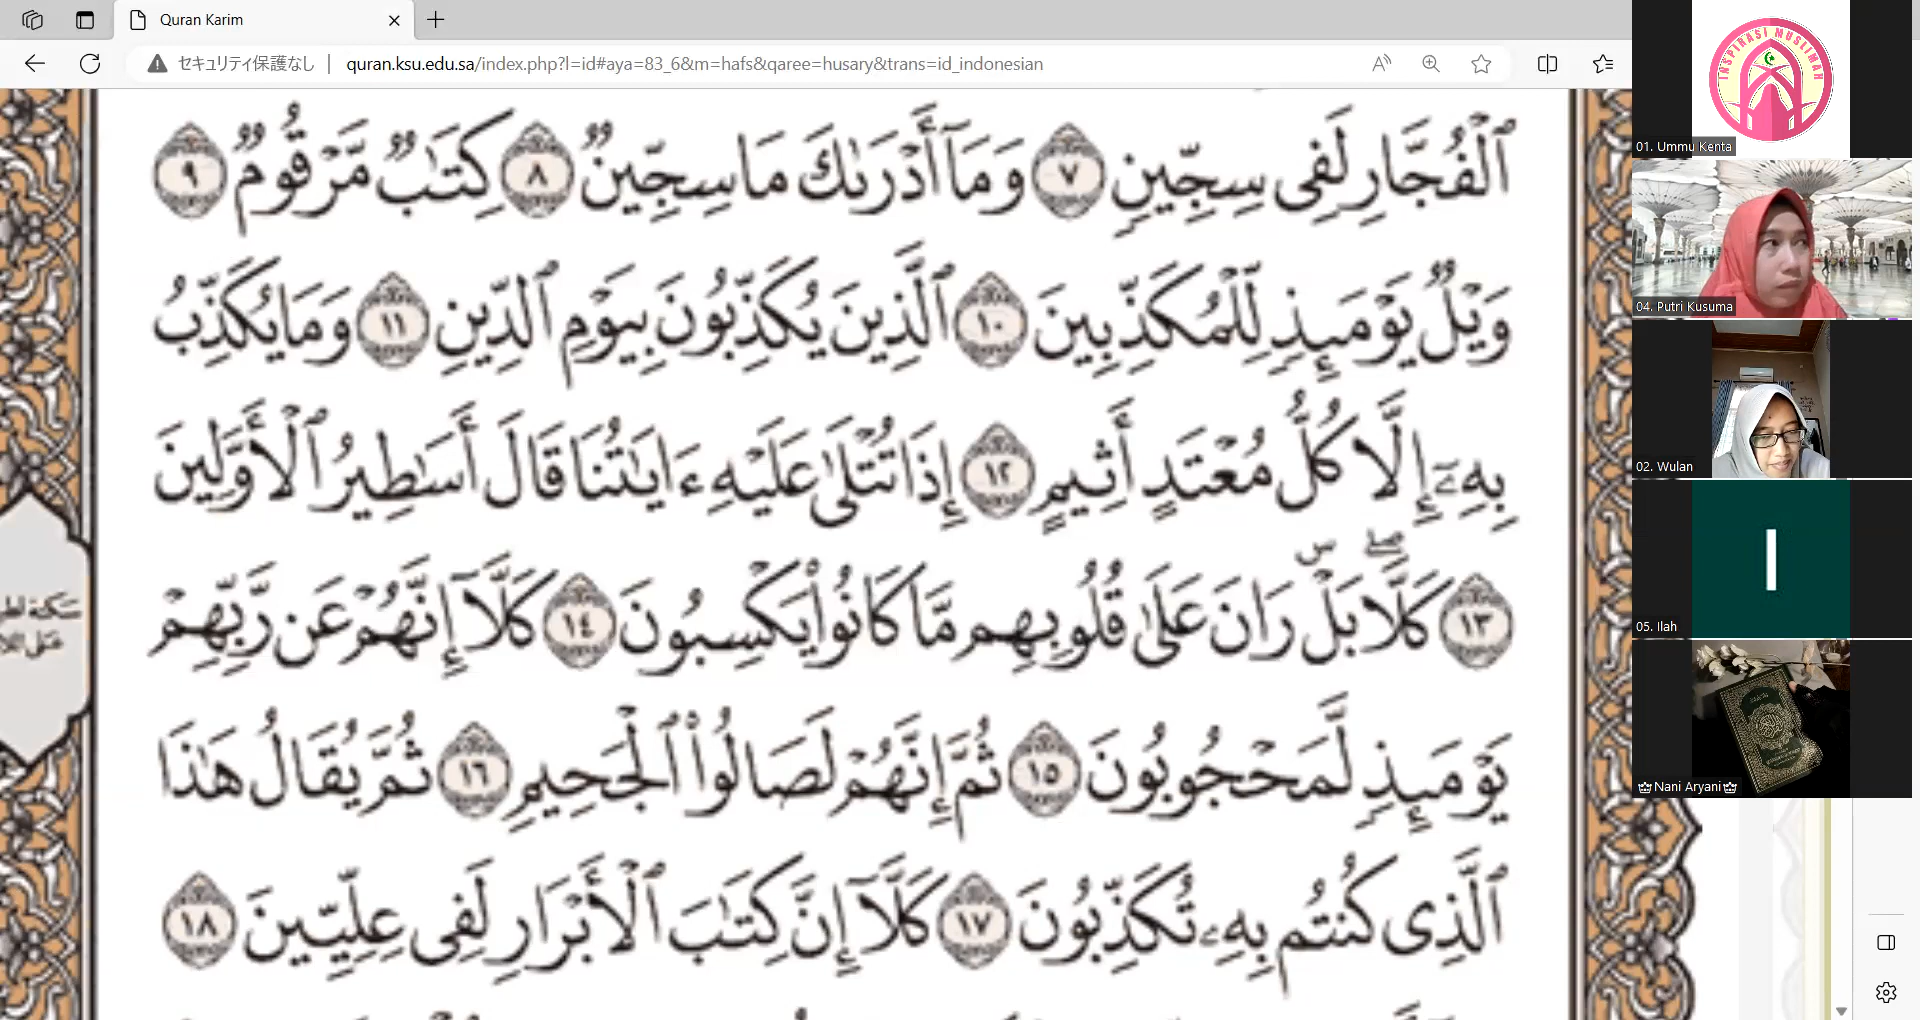 Quran Karim
セキュリティ保護なし
quran.ksu.edu.sa/index.php?l=id#aya=83_6&m=hafs&qaree=husary&trans=id_indonesian
ٱلْفُجَّارِ لَفِى سِجِّينٍ ٧ وَمَآ أَدْرَىٰكَ مَا سِجِّينٌ ٨ كِتَـٰبٌ مَّرْقُومٌ ٩
وَيْلٌ يَوْمَئِذٍ لِّلْمُكَذِّبِينَ ١٠ ٱلَّذِينَ يُكَذِّبُونَ بِيَوْمِ ٱلدِّينِ ١١ وَمَا يُكَذِّبُ
بِهِۦٓ إِلَّا كُلُّ مُعْتَدٍ أَثِيمٍ ١٢ إِذَا تُتْلَىٰ عَلَيْهِ ءَايَـٰتُنَا قَالَ أَسَـٰطِيرُ ٱلْأَوَّلِينَ
١٣ كَلَّا ۖ بَلْ ۜ رَانَ عَلَىٰ قُلُوبِهِم مَّا كَانُوا۟ يَكْسِبُونَ ١٤ كَلَّآ إِنَّهُمْ عَن رَّبِّهِمْ
يَوْمَئِذٍ لَّمَحْجُوبُونَ ١٥ ثُمَّ إِنَّهُمْ لَصَالُوا۟ ٱلْجَحِيمِ ١٦ ثُمَّ يُقَالُ هَـٰذَا
ٱلَّذِى كُنتُم بِهِۦ تُكَذِّبُونَ ١٧ كَلَّآ إِنَّ كِتَـٰبَ ٱلْأَبْرَارِ لَفِى عِلِّيِّينَ ١٨
INSPIRASI MUSLIMAH
01. Ummu Kenta
04. Putri Kusuma
02. Wulan
I
05. Ilah
Nani Aryani